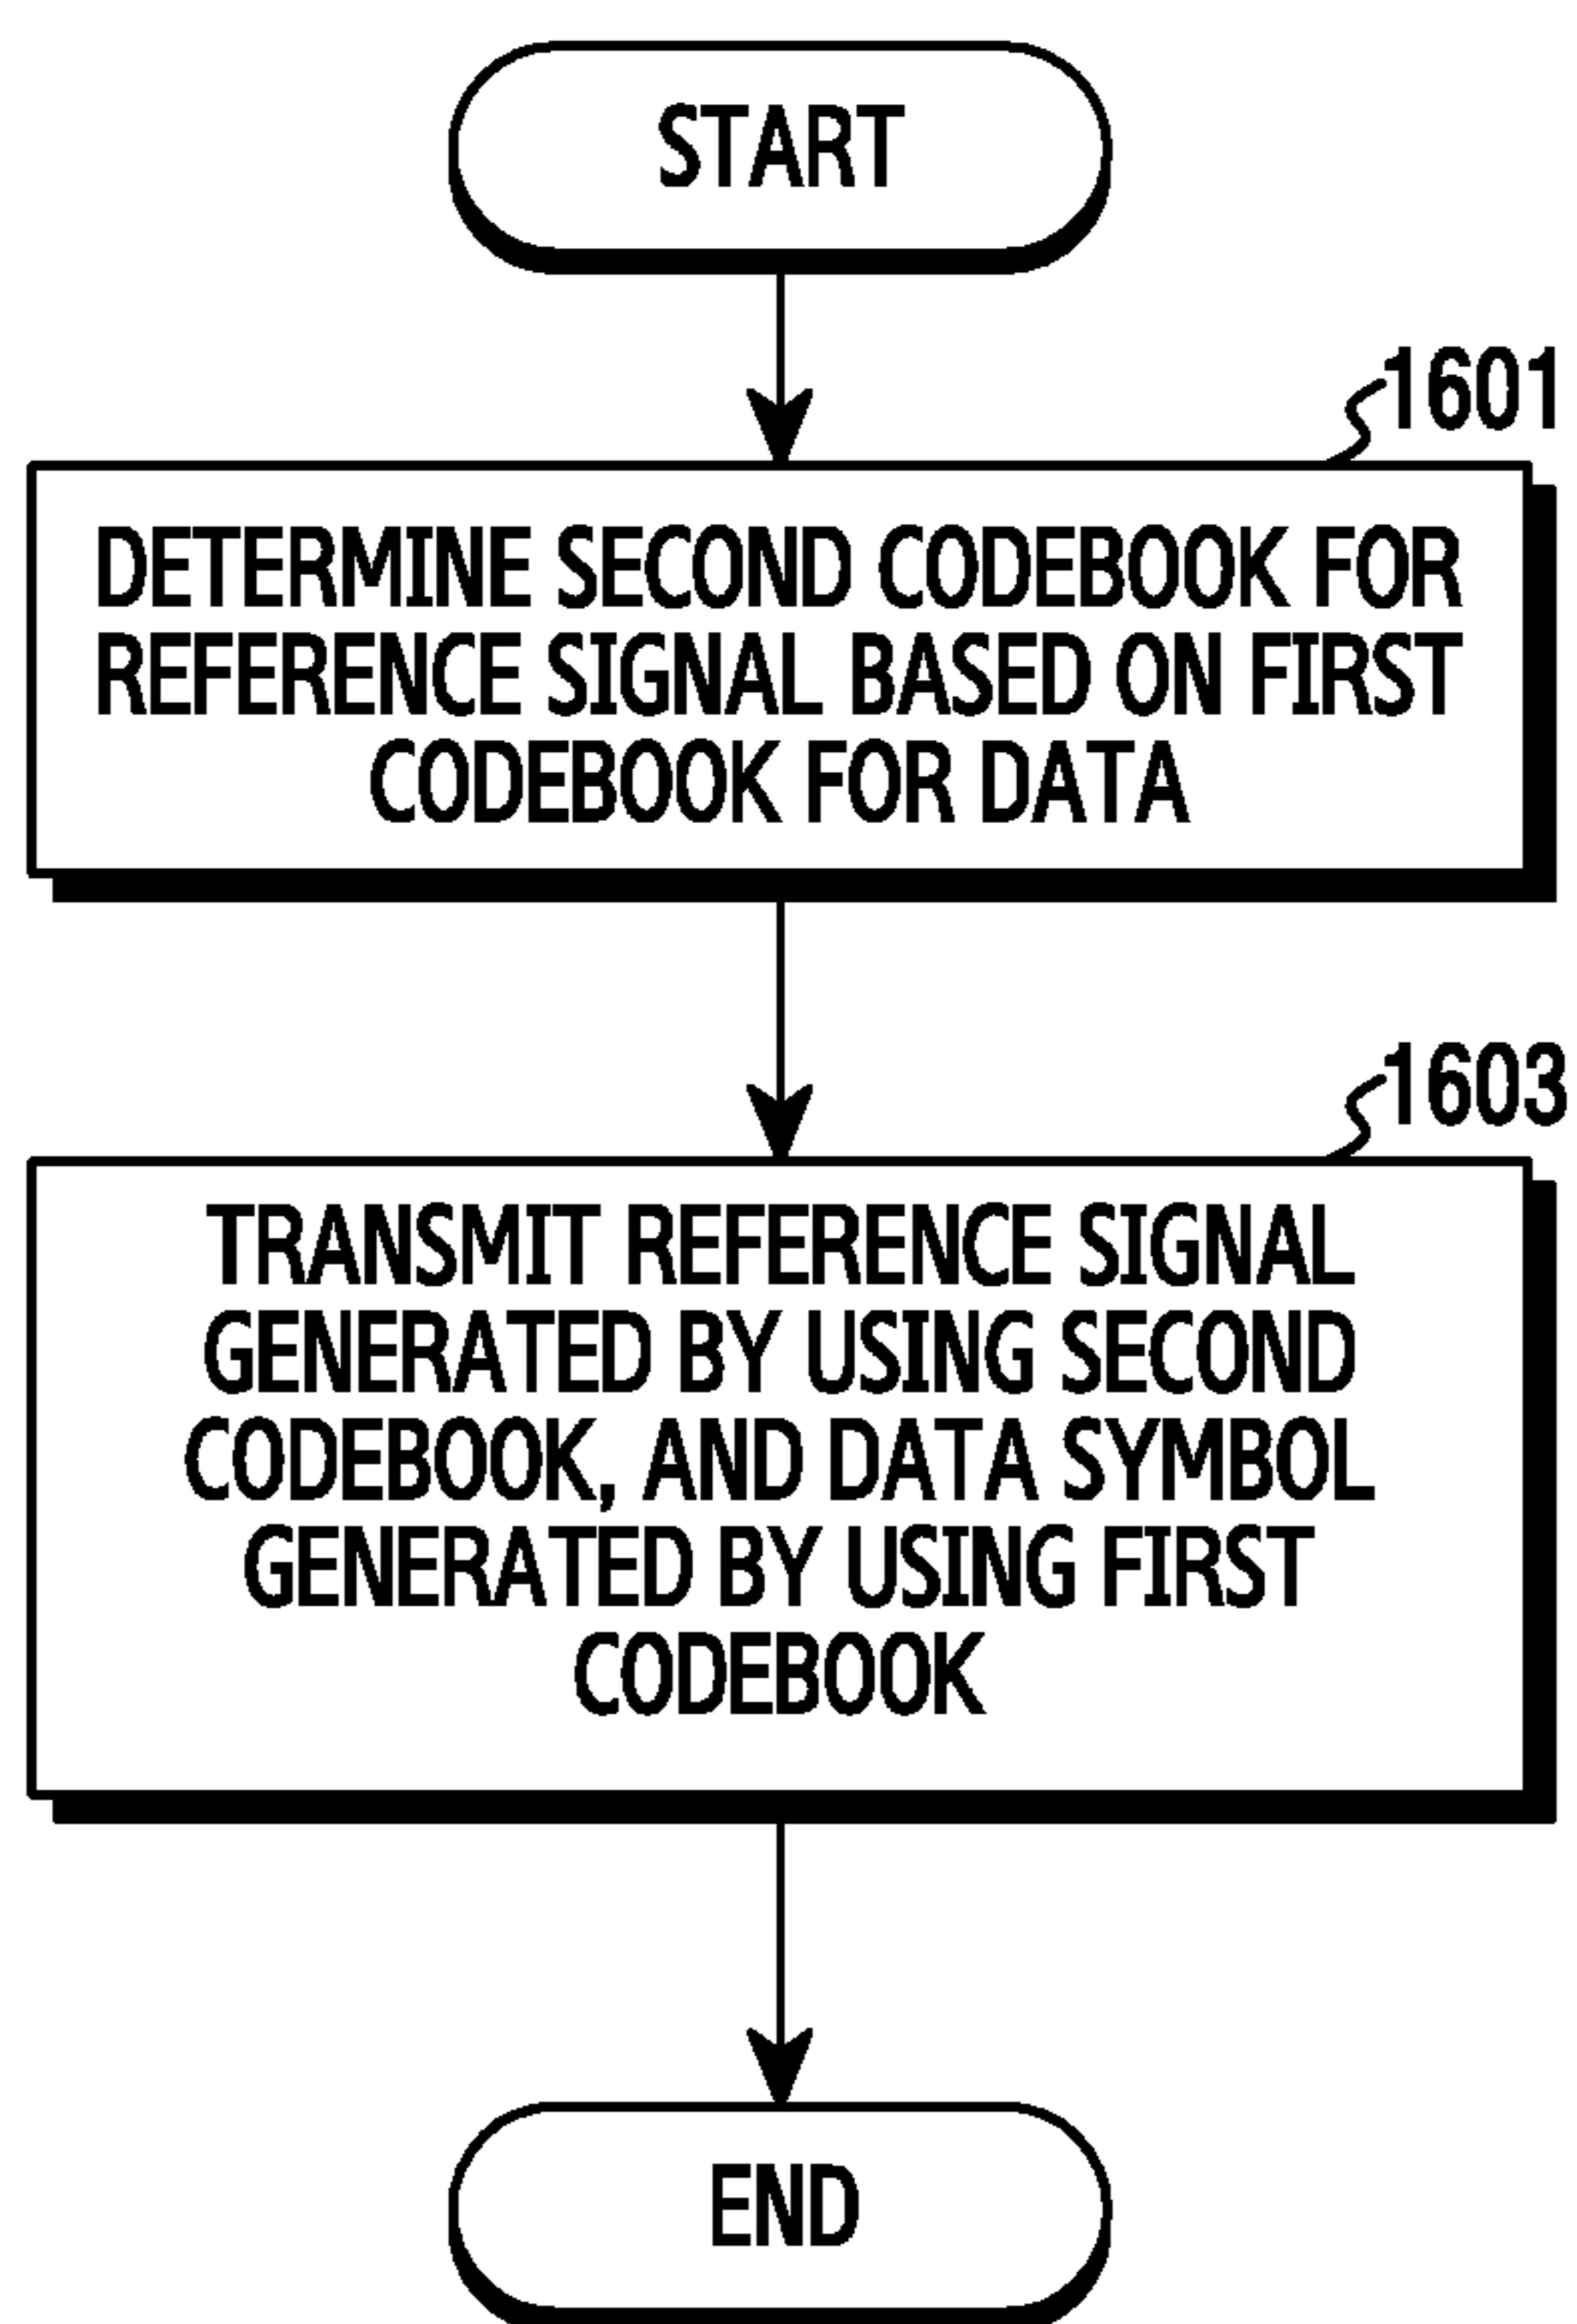 START
1601
DETERMINE SECOND CODEBOOK FOR
REFERENCE SIGNAL BASED ON FIRST
CODEBOOK FOR DATA
1603
TRANSMIT REFERENCE SIGNAL
GENERATED BY USING SECOND
CODEBOOK, AND DATA SYMBOL
GENERATED BY USING FIRST
CODEBOOK
END